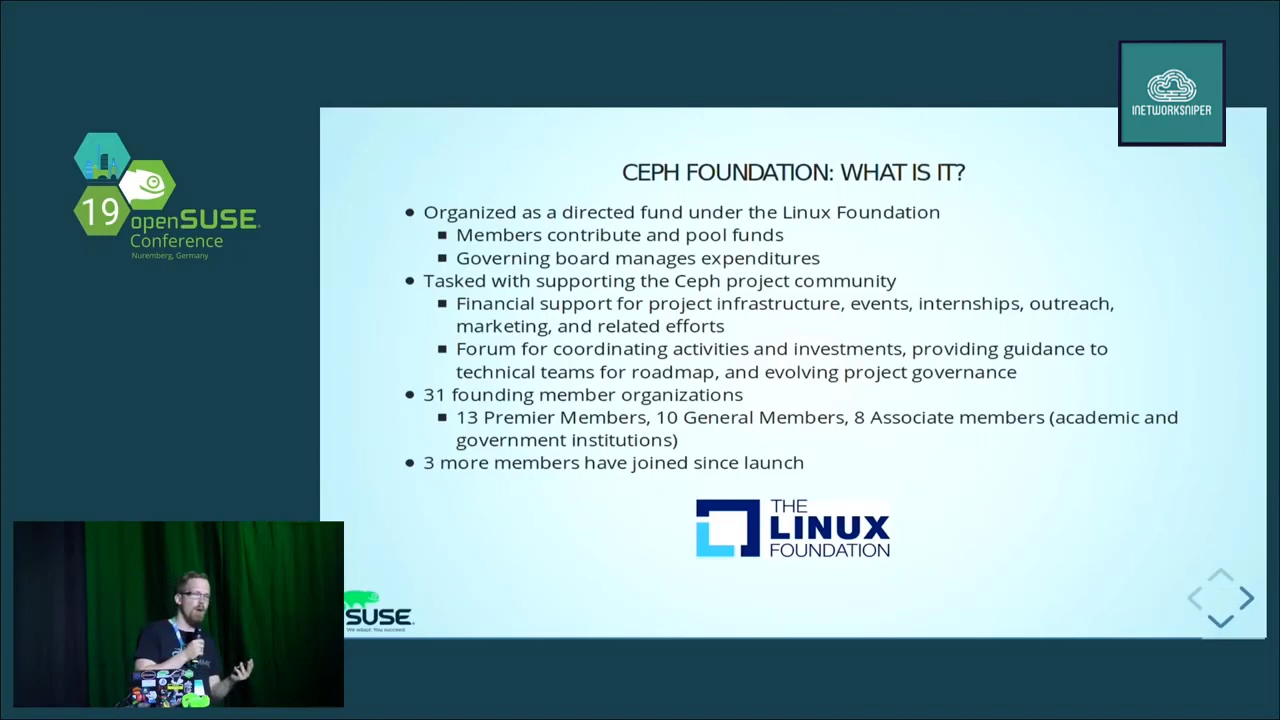 INETWORKSNIPER
19
openSUSE
Conference
Nuremberg, Germany
CEPH FOUNDATION: WHAT IS IT?
Organized as a directed fund under the Linux Foundation
Members contribute and pool funds
Governing board manages expenditures
Tasked with supporting the Ceph project community
Financial support for project infrastructure, events, internships, outreach,
marketing, and related efforts
Forum for coordinating activities and investments, providing guidance to
technical teams for roadmap, and evolving project governance
31 founding member organizations
13 Premier Members, 10 General Members, 8 Associate members (academic and
government institutions)
3 more members have joined since launch
THE
LINUX
FOUNDATION
SUSE
We adapt. You succeed.